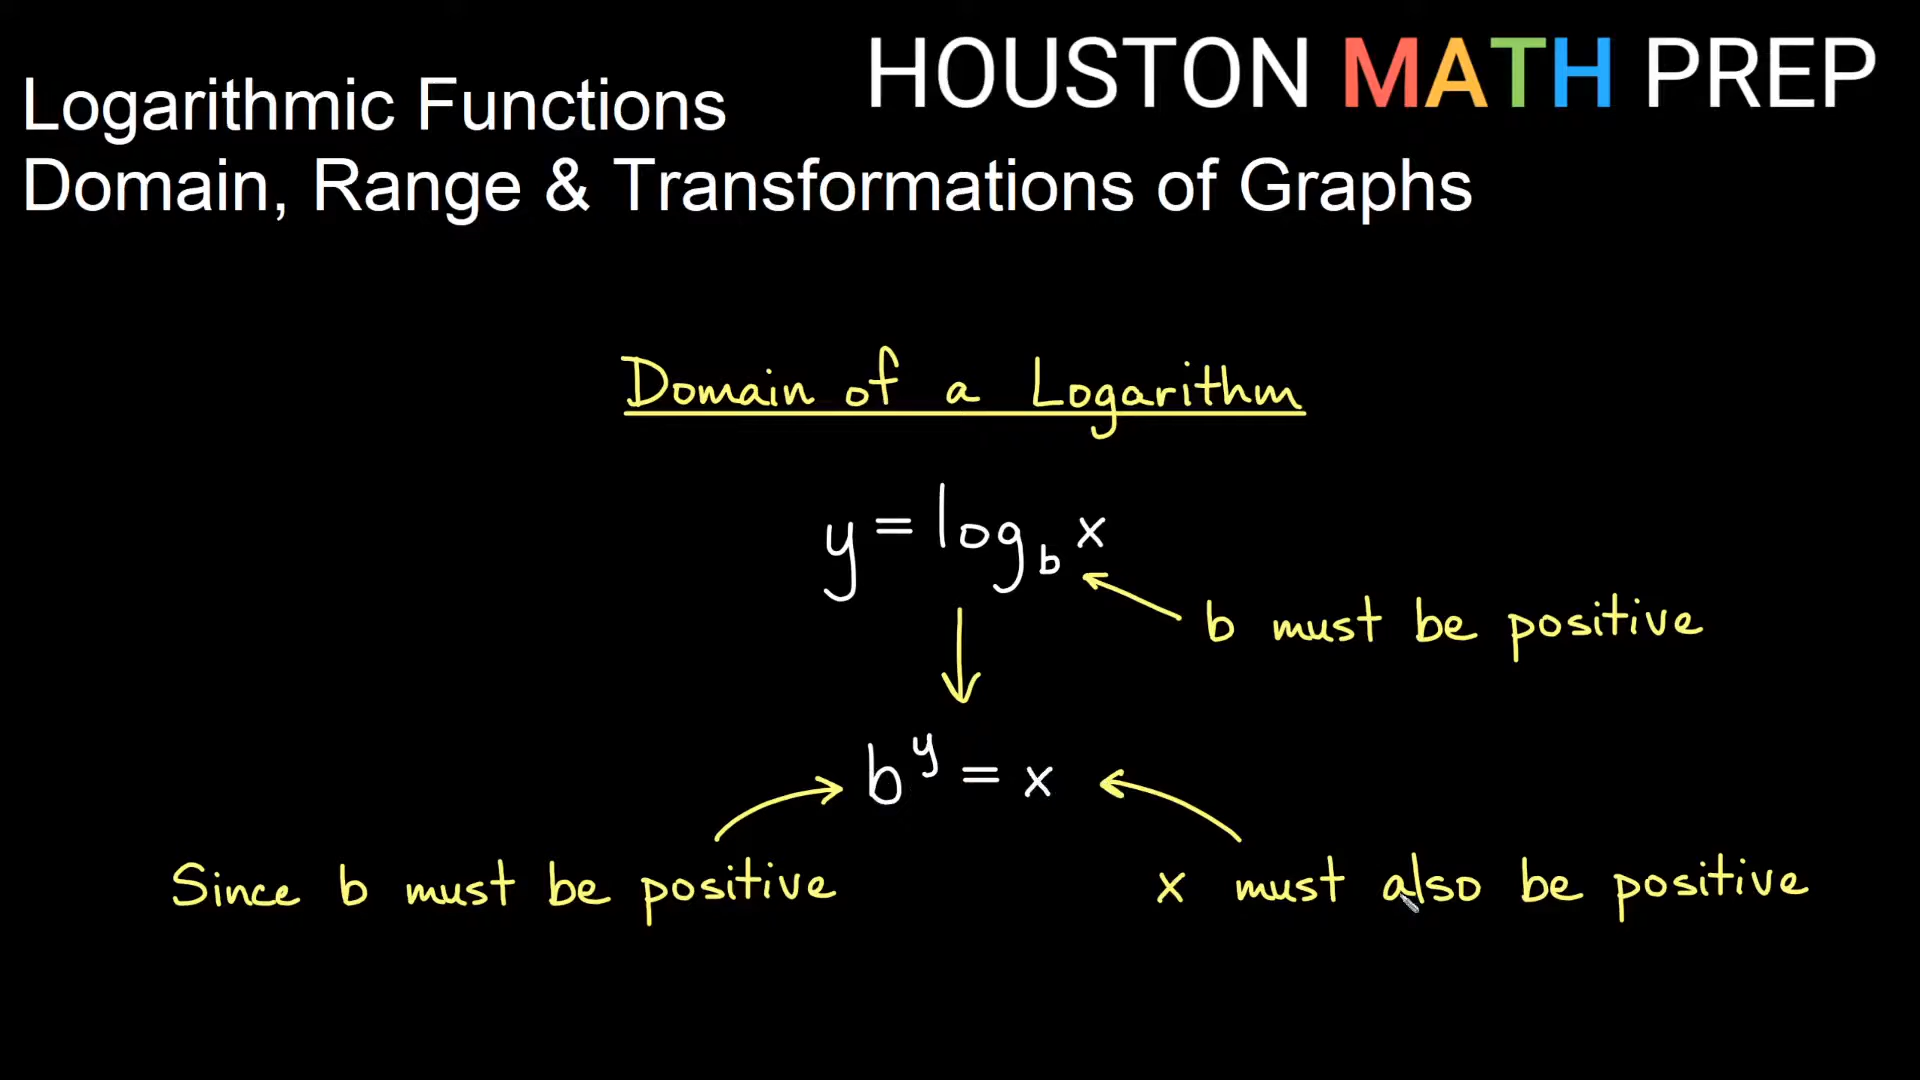 HOUSTON MATH PREP
Logarithmic Functions
Domain, Range & Transformations of Graphs
Domain of a Logarithm
y = log_b x
b must be positive
b^y = x
Since b must be positive
x must also be positive